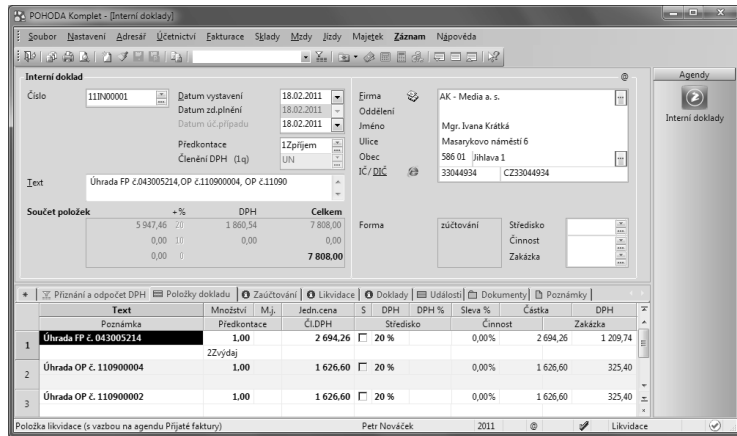 POHODA Komplet - [Interní doklady]
Soubor Nastavení Adresář Účetnictví Fakturace Sklady Mzdy Jízdy Majetek Záznam Nápověda
Interní doklad @
Agendy
Interní doklady
Číslo 11IN00001 Datum vystavení 18.02.2011
Datum zd.plnění 18.02.2011
Datum úč.případu 18.02.2011
Předkontace 1Zpříjem
Členění DPH (1q) UN
Firma AK - Media a. s.
Oddělení
Jméno Mgr. Ivana Krátká
Ulice Masarykovo náměstí 6
Obec 586 01 Jihlava 1
IČ/DIČ 33044934 CZ33044934
Text Úhrada FP č.043005214,OP č.110900004, OP č.11090
Součet položek +% DPH Celkem
5 947,46 20 1 860,54 7 808,00
0,00 10 0,00 0,00
0,00 0 7 808,00
Forma zúčtování Středisko
Činnost
Zakázka
* Přiznání a odpočet DPH Položky dokladu Zaúčtování Likvidace Doklady Události Dokumenty Poznámky
Text Množství M.j. Jedn.cena S DPH DPH % Sleva % Částka DPH
Poznámka Předkontace Čl.DPH Středisko Činnost Zakázka
1 Úhrada FP č. 043005214 1,00 2 694,26 20 % 0,00% 2 694,26 1 209,74
2Zvýdaj
2 Úhrada OP č. 110900004 1,00 1 626,60 20 % 0,00% 1 626,60 325,40
3 Úhrada OP č. 110900002 1,00 1 626,60 20 % 0,00% 1 626,60 325,40
Položka likvidace (s vazbou na agendu Přijaté faktury) Petr Nováček 2011 @ Likvidace